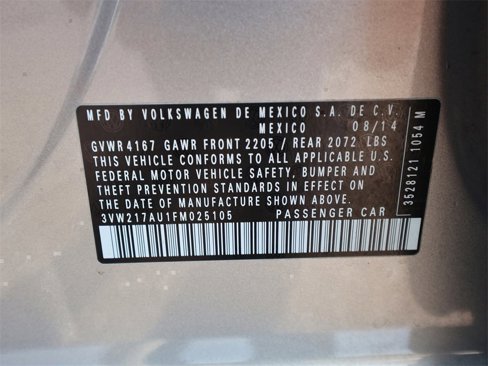 MFD BY VOLKSWAGEN DE MEXICO S.A. DE C.V.
MEXICO 08/14
GVWR 4167 GAWR FRONT 2205 / REAR 2072 LBS
THIS VEHICLE CONFORMS TO ALL APPLICABLE U.S.
FEDERAL MOTOR VEHICLE SAFETY, BUMPER AND
THEFT PREVENTION STANDARDS IN EFFECT ON
THE DATE OF MANUFACTURE SHOWN ABOVE.
3VW217AU1FM025105 PASSENGER CAR
3528121 1054 M